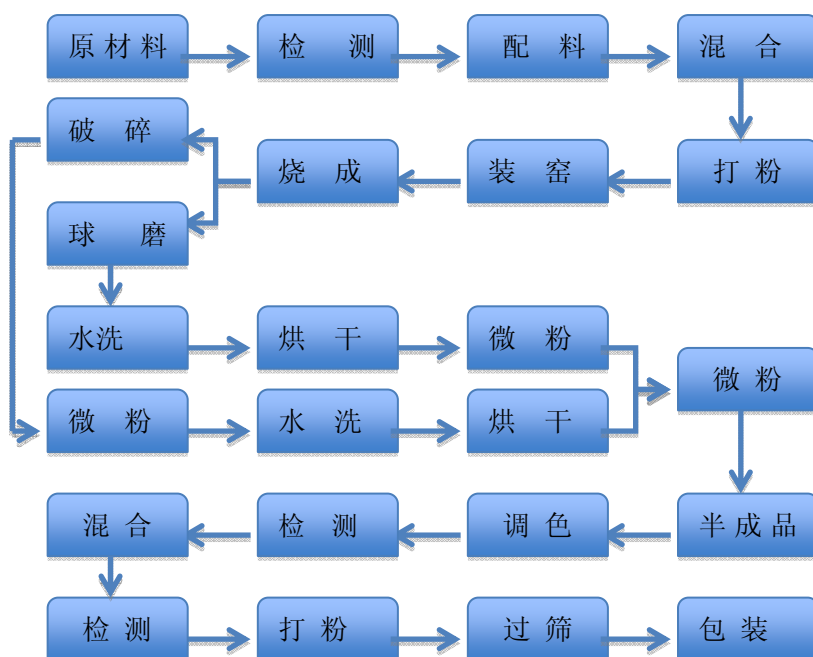 原材料
检 测
配 料
混 合
破 碎
烧 成
装 窑
打 粉
球 磨
水洗
烘 干
微 粉
微 粉
微 粉
水 洗
烘 干
混 合
检 测
调 色
半 成 品
检 测
打 粉
过 筛
包 装